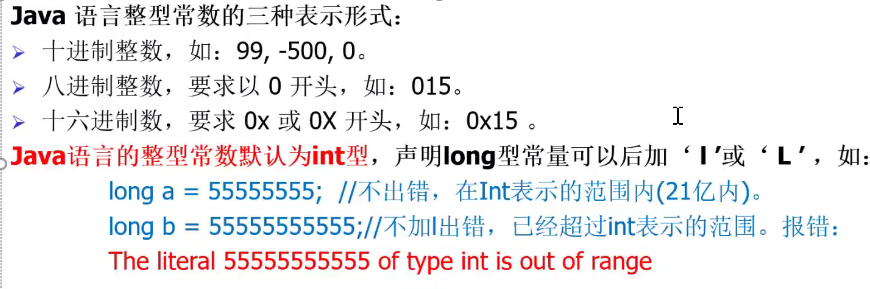 Java 语言整型常数的三种表示形式：
十进制整数，如：99, -500, 0。
八进制整数，要求以 0 开头，如：015。
十六进制数，要求 0x 或 0X 开头，如：0x15 。
Java语言的整型常数默认为int型，声明long型常量可以后加‘ l ’或‘ L ’，如：
long a = 55555555; //不出错，在Int表示的范围内(21亿内)。
long b = 55555555555;//不加l出错，已经超过int表示的范围。报错：
The literal 55555555555 of type int is out of range